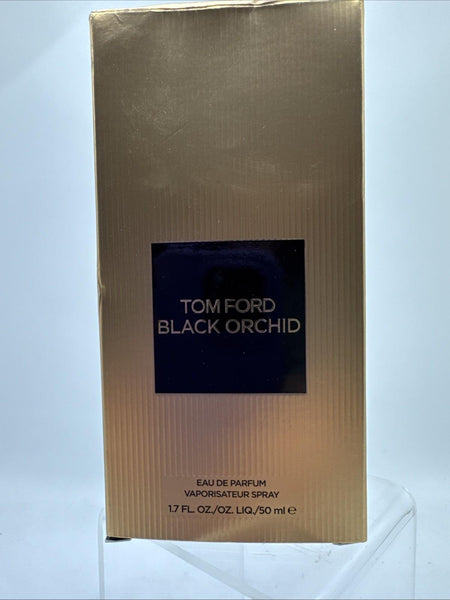 TOM FORD
BLACK ORCHID
EAU DE PARFUM
VAPORISATEUR SPRAY
1.7 FL. OZ./OZ. LIQ./50 ml ℮